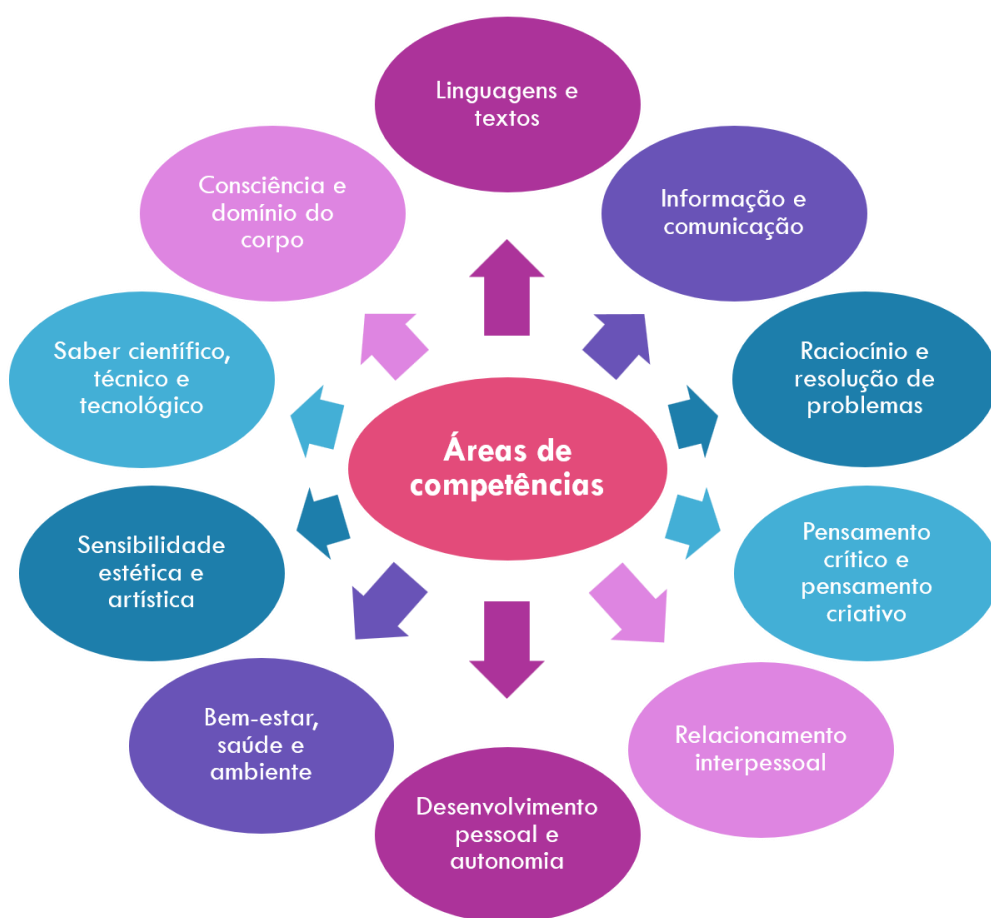 Linguagens e
textos
Informação e
comunicação
Raciocínio e
resolução de
problemas
Pensamento
crítico e
pensamento
criativo
Relacionamento
interpessoal
Desenvolvimento
pessoal e
autonomia
Bem-estar,
saúde e
ambiente
Sensibilidade
estética e
artística
Saber científico,
técnico e
tecnológico
Consciência e
domínio do
corpo
Áreas de
competências